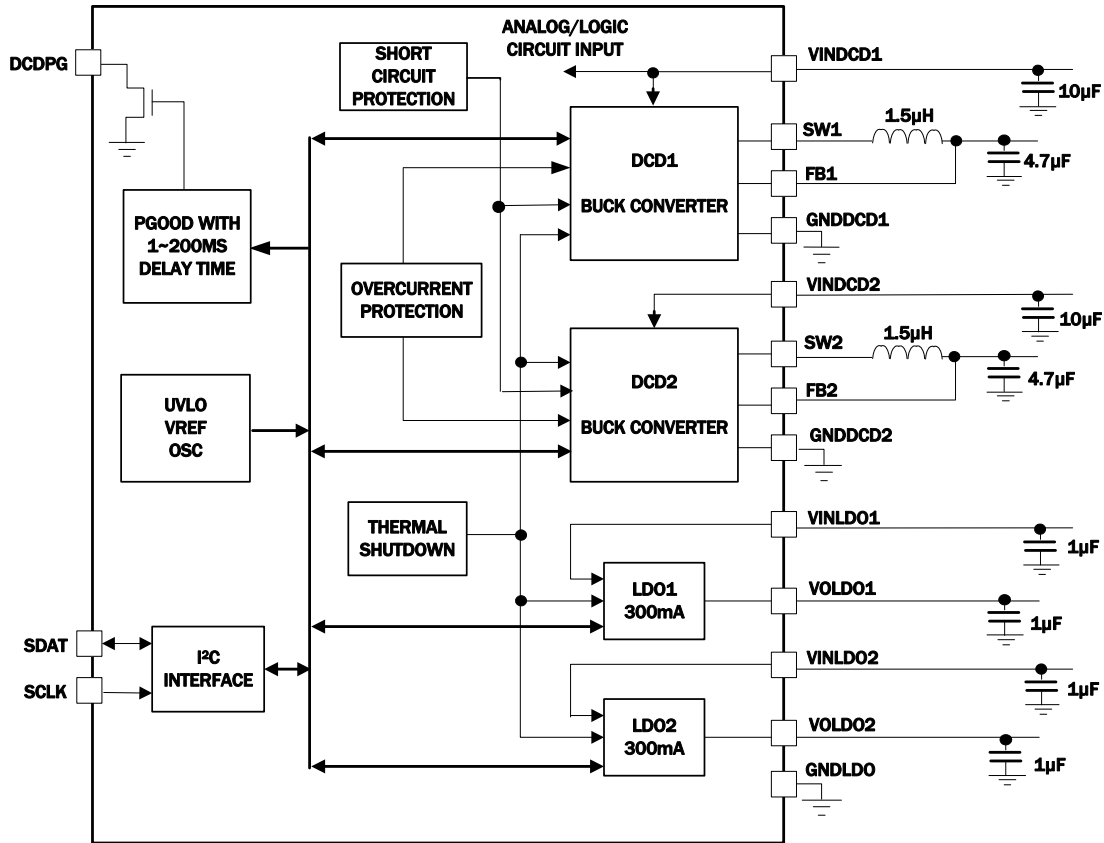 DCDPG
ANALOG/LOGIC
CIRCUIT INPUT
SHORT
CIRCUIT
PROTECTION
VINDCD1
10µF
SW1
1.5µH
4.7µF
FB1
GNDDCD1
DCD1
BUCK CONVERTER
PGOOD WITH
1~200MS
DELAY TIME
OVERCURRENT
PROTECTION
VINDCD2
10µF
SW2
1.5µH
4.7µF
FB2
GNDDCD2
DCD2
BUCK CONVERTER
UVLO
VREF
OSC
THERMAL
SHUTDOWN
VINLDO1
1µF
LDO1
300mA
VOLDO1
1µF
SDAT
SCLK
I²C
INTERFACE
VINLDO2
1µF
LDO2
300mA
VOLDO2
1µF
GNDLDO